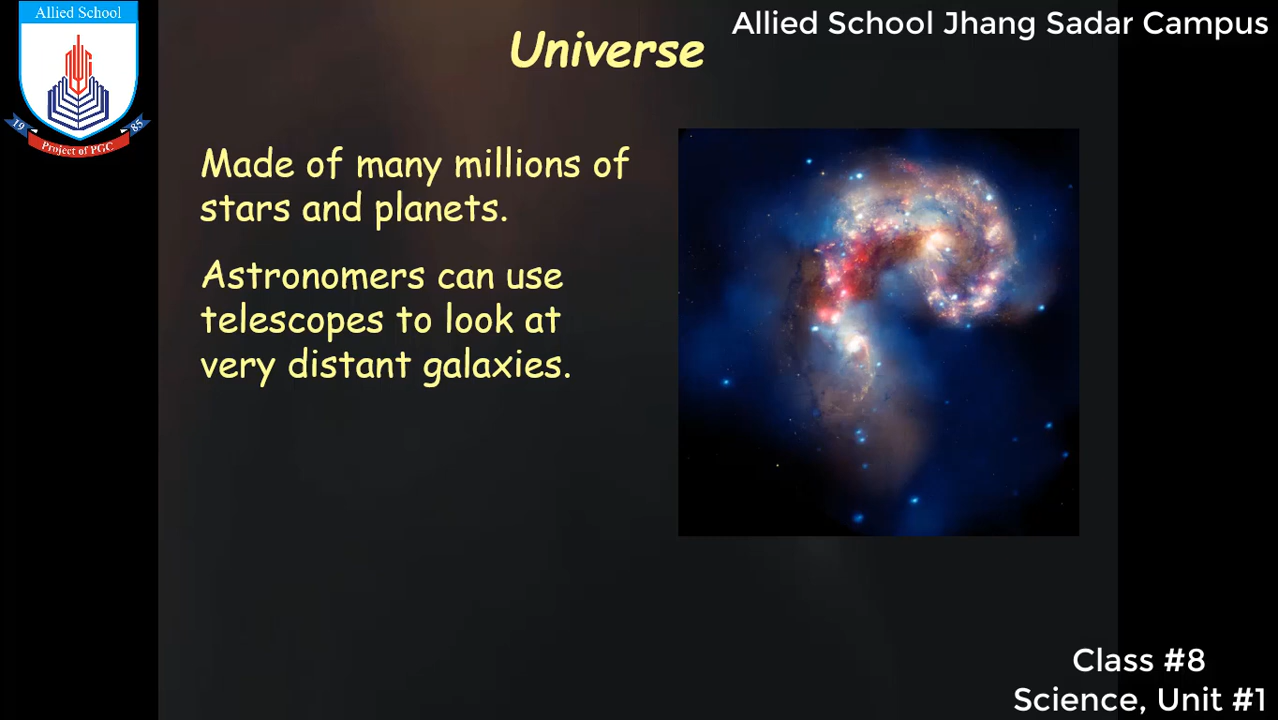 Allied School
19 85
Project of PGC
Allied School Jhang Sadar Campus
Universe
Made of many millions of
stars and planets.
Astronomers can use
telescopes to look at
very distant galaxies.
Class #8
Science, Unit #1